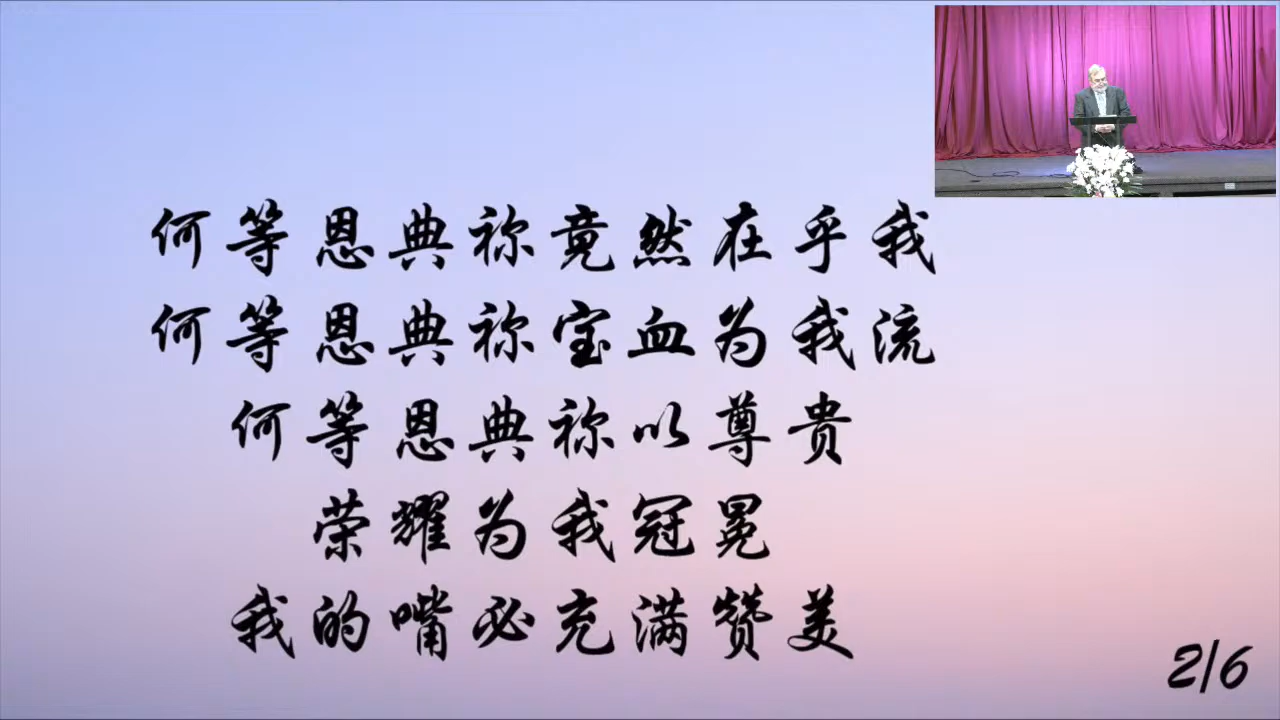 何等恩典祢竟然在乎我
何等恩典祢宝血为我流
何等恩典祢以尊贵
荣耀为我冠冕
我的嘴必充满赞美
2/6